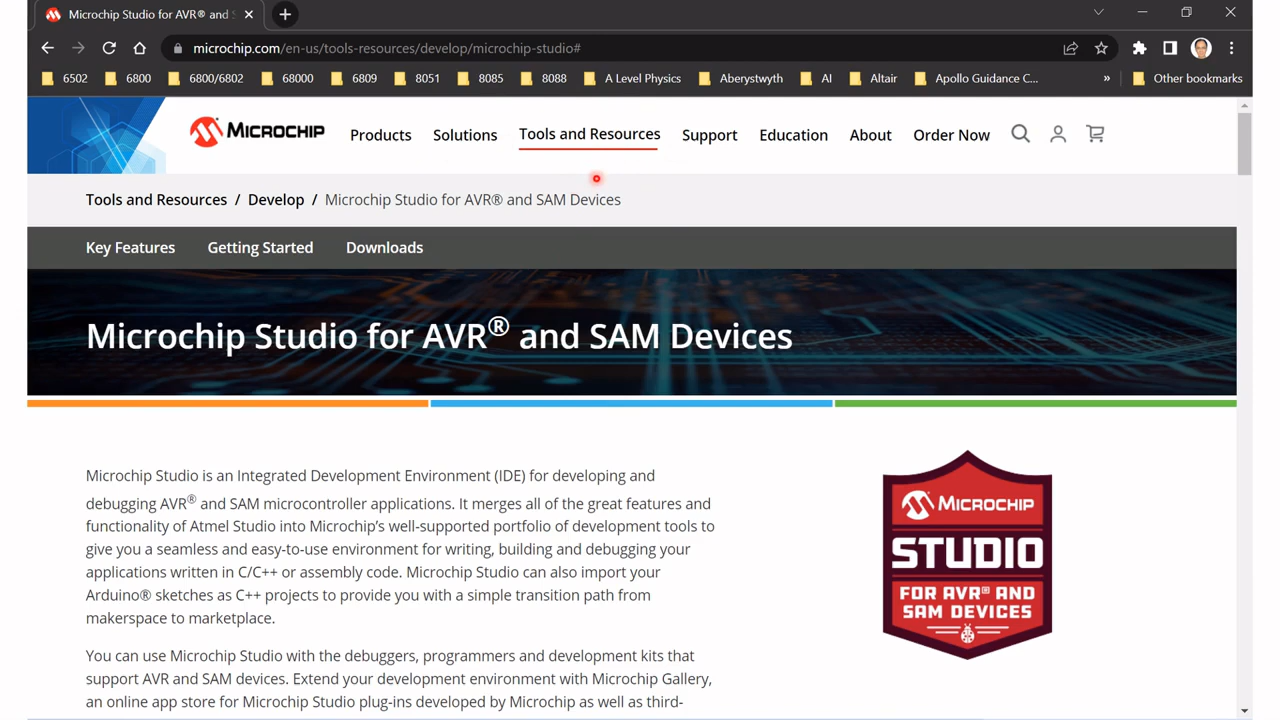 Microchip Studio for AVR® and S
microchip.com/en-us/tools-resources/develop/microchip-studio#
6502 6800 6800/6802 68000 6809 8051 8085 8088 A Level Physics Aberystwyth AI Altair Apollo Guidance C... » Other bookmarks
MICROCHIP Products Solutions Tools and Resources Support Education About Order Now
Tools and Resources / Develop / Microchip Studio for AVR® and SAM Devices
Key Features Getting Started Downloads
Microchip Studio for AVR® and SAM Devices
Microchip Studio is an Integrated Development Environment (IDE) for developing and
debugging AVR® and SAM microcontroller applications. It merges all of the great features and
functionality of Atmel Studio into Microchip’s well-supported portfolio of development tools to
give you a seamless and easy-to-use environment for writing, building and debugging your
applications written in C/C++ or assembly code. Microchip Studio can also import your
Arduino® sketches as C++ projects to provide you with a simple transition path from
makerspace to marketplace.
You can use Microchip Studio with the debuggers, programmers and development kits that
support AVR and SAM devices. Extend your development environment with Microchip Gallery,
an online app store for Microchip Studio plug-ins developed by Microchip as well as third-
MICROCHIP
STUDIO
FOR AVR® AND
SAM DEVICES